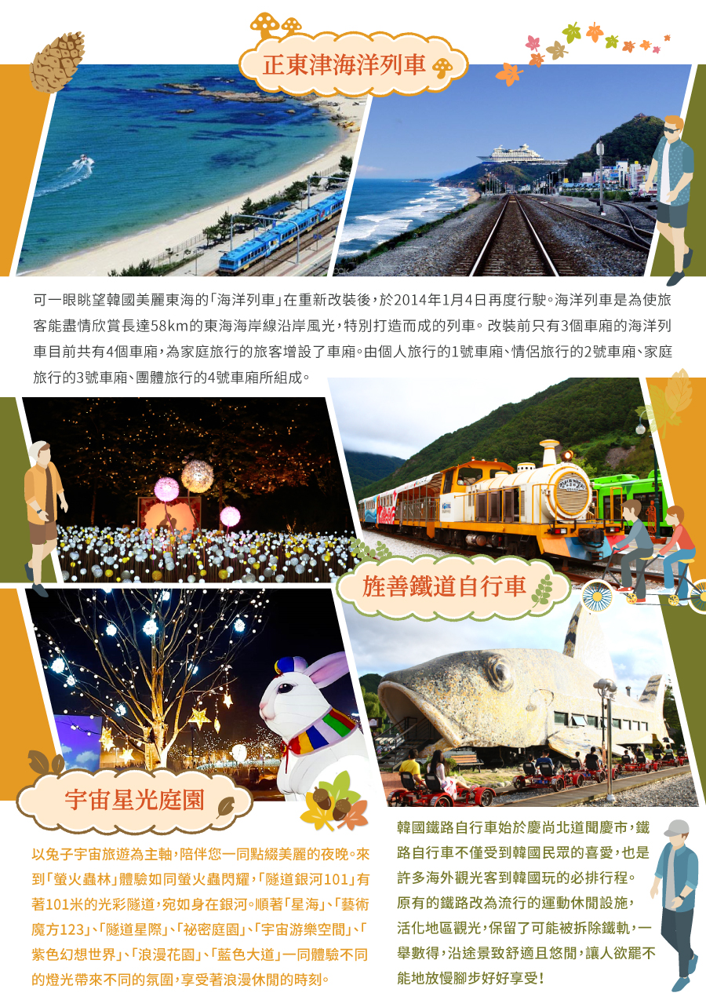 正東津海洋列車
可一眼眺望韓國美麗東海的「海洋列車」在重新改裝後，於2014年1月4日再度行駛。海洋列車是為使旅
客能盡情欣賞長達58km的東海海岸線沿岸風光，特別打造而成的列車。 改裝前只有3個車廂的海洋列
車目前共有4個車廂，為家庭旅行的旅客增設了車廂。由個人旅行的1號車廂、情侶旅行的2號車廂、家庭
旅行的3號車廂、團體旅行的4號車廂所組成。
旌善鐵道自行車
宇宙星光庭園
以兔子宇宙旅遊為主軸，陪伴您一同點綴美麗的夜晚。來
到「螢火蟲林」體驗如同螢火蟲閃耀，「隧道銀河101」有
著101米的光彩隧道，宛如身在銀河。順著「星海」、「藝術
魔方123」、「隧道星際」、「祕密庭園」、「宇宙游樂空間」、「
紫色幻想世界」、「浪漫花園」、「藍色大道」一同體驗不同
的燈光帶來不同的氛圍，享受著浪漫休閒的時刻。
韓國鐵路自行車始於慶尚北道聞慶市，鐵
路自行車不僅受到韓國民眾的喜愛，也是
許多海外觀光客到韓國玩的必排行程。
原有的鐵路改為流行的運動休閒設施，
活化地區觀光，保留了可能被拆除鐵軌，一
舉數得，沿途景致舒適且悠閒，讓人欲罷不
能地放慢腳步好好享受！